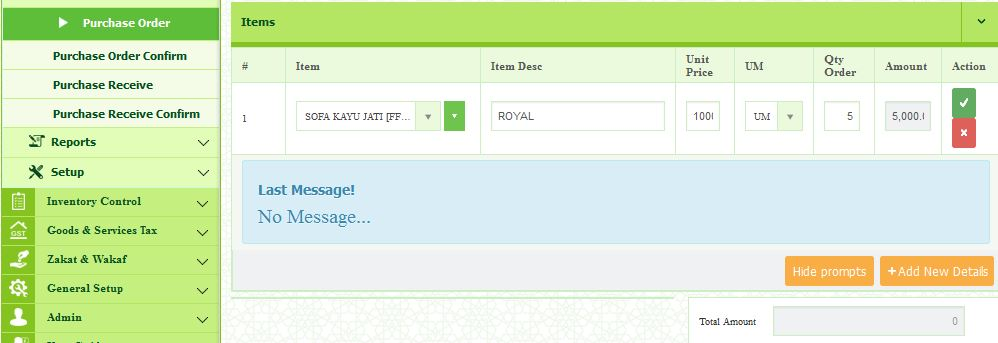 Purchase Order
Purchase Order Confirm
Purchase Receive
Purchase Receive Confirm
Reports
Setup
Inventory Control
GST
Goods & Services Tax
Zakat & Wakaf
General Setup
Admin
Items
# Item Item Desc Unit Price UM Qty Order Amount Action
1 SOFA KAYU JATI [FF... ROYAL 100 UM 5 5,000.
Last Message!
No Message...
Hide prompts
+Add New Details
Total Amount 0